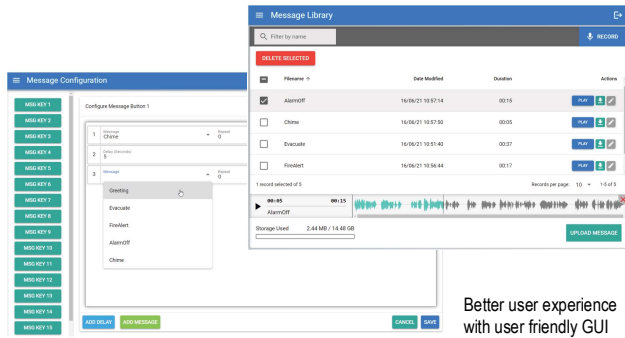 Message Library
Filter by name
RECORD
DELETE SELECTED
Filename
Date Modified
Duration
Actions
AlarmOff
16/06/21 10:57:14
00:15
PLAY
Chime
16/06/21 10:57:50
00:05
PLAY
Evacuate
16/06/21 10:51:40
00:37
PLAY
FireAlert
16/06/21 10:56:44
00:17
PLAY
1 record selected of 5
Records per page: 10
1-5 of 5
00:05
00:15
AlarmOff
Storage Used 2.44 MB / 14.48 GB
UPLOAD MESSAGE
Message Configuration
MSG KEY 1
MSG KEY 2
MSG KEY 3
MSG KEY 4
MSG KEY 5
MSG KEY 6
MSG KEY 7
MSG KEY 8
MSG KEY 9
MSG KEY 10
MSG KEY 11
MSG KEY 12
MSG KEY 13
MSG KEY 14
MSG KEY 15
Configure Message Button 1
1
Message
Chime
Repeat
0
2
Delay (Seconds)
5
3
Message
Repeat
0
Greeting
Evacuate
FireAlert
AlarmOff
Chime
ADD DELAY
ADD MESSAGE
CANCEL
SAVE
Better user experience
with user friendly GUI